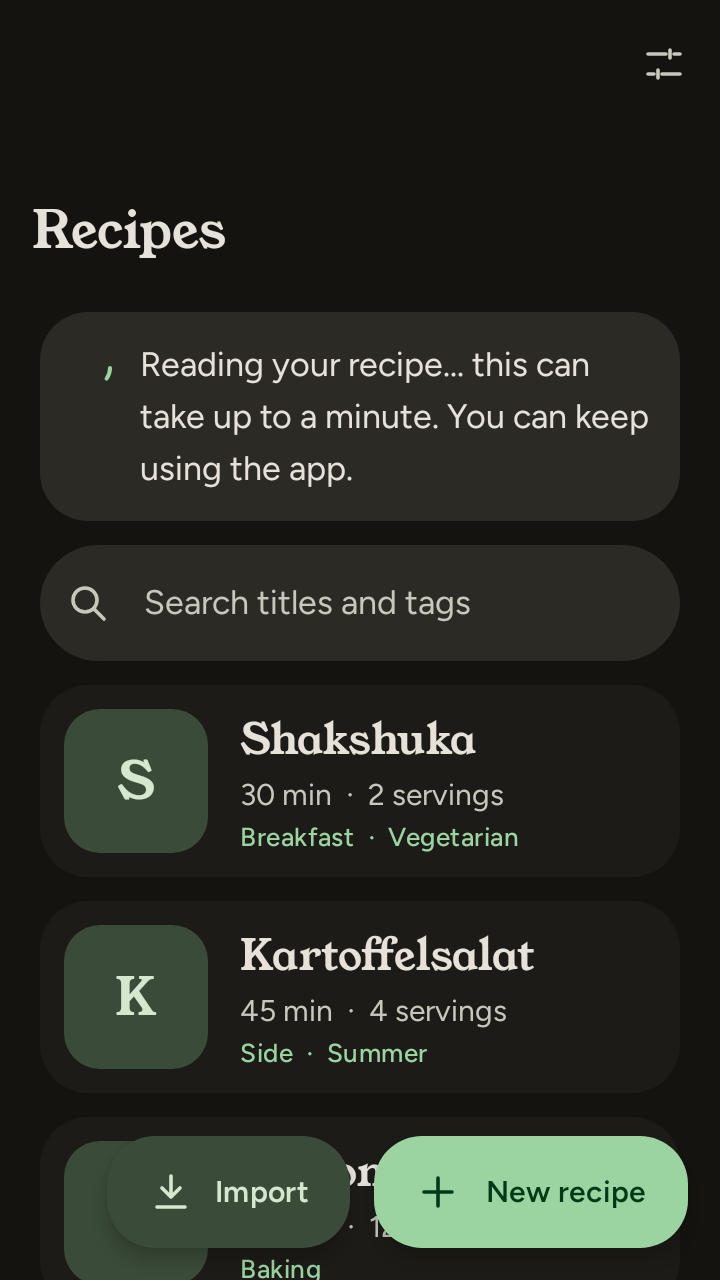 Recipes
Reading your recipe... this can
take up to a minute. You can keep
using the app.
Search titles and tags
S
Shakshuka
30 min · 2 servings
Breakfast · Vegetarian
K
Kartoffelsalat
45 min · 4 servings
Side · Summer
Import
New recipe
Baking